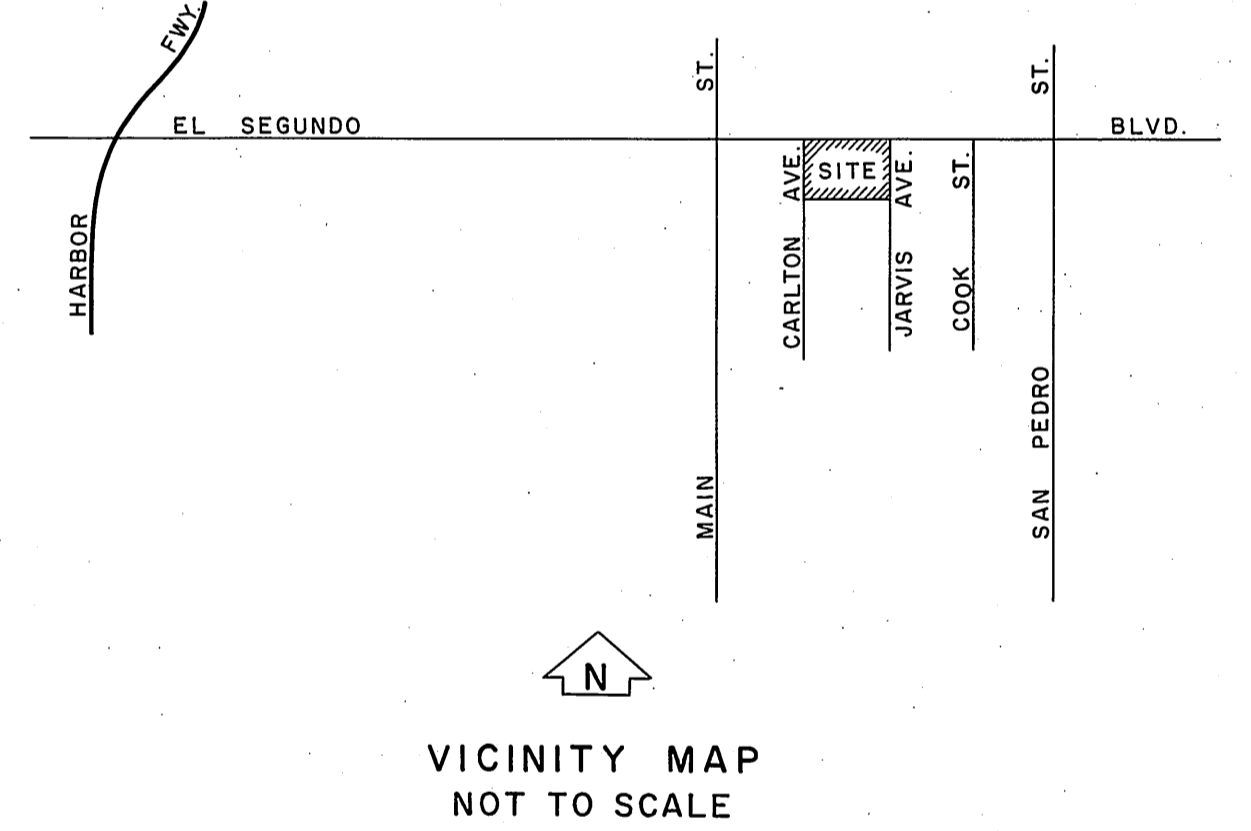 HARBOR FWY.
EL SEGUNDO BLVD.
MAIN ST.
CARLTON AVE.
SITE
JARVIS AVE.
COOK ST.
SAN PEDRO ST.
N
VICINITY MAP
NOT TO SCALE